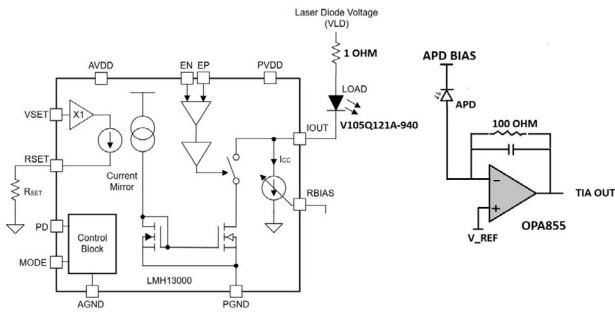 Laser Diode Voltage
(VLD)
1 OHM
AVDD
EN
EP
PVDD
LOAD
V105Q121A-940
VSET
X1
IOUT
RSET
RSET
Current
Mirror
ICC
RBIAS
PD
MODE
Control
Block
LMH13000
AGND
PGND
APD BIAS
APD
100 OHM
-
+
TIA OUT
OPA855
V_REF